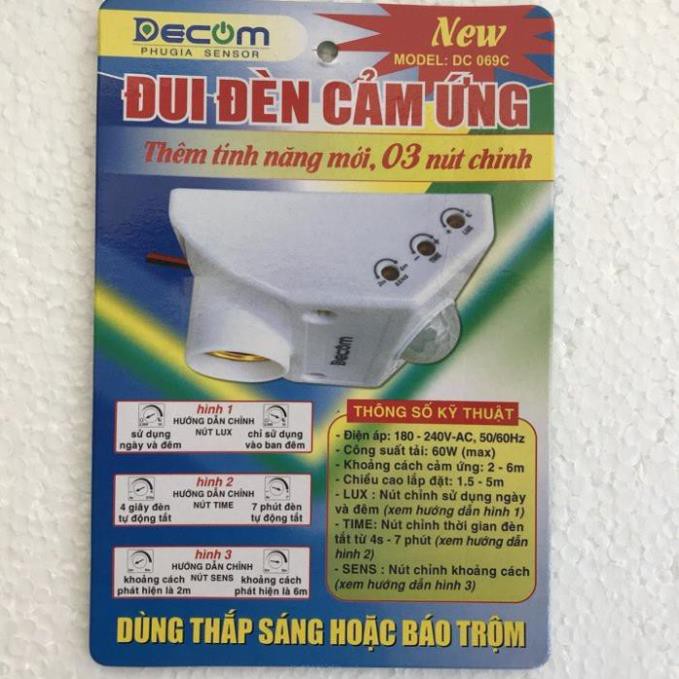 Decom
PHUGIA SENSOR
New
MODEL: DC 069C
ĐUI ĐÈN CẢM ỨNG
Thêm tính năng mới, 03 nút chỉnh
LUX
TIME
SENS
Decom
hình 1
HƯỚNG DẪN CHỈNH
NÚT LUX
sử dụng
ngày và đêm
chỉ sử dụng
vào ban đêm
hình 2
HƯỚNG DẪN CHỈNH
NÚT TIME
4 giây đèn
tự động tắt
7 phút đèn
tự động tắt
hình 3
HƯỚNG DẪN CHỈNH
NÚT SENS
khoảng cách
phát hiện là 2m
khoảng cách
phát hiện là 6m
THÔNG SỐ KỸ THUẬT
- Điện áp: 180 - 240V-AC, 50/60Hz
- Công suất tải: 60W (max)
- Khoảng cách cảm ứng: 2 - 6m
- Chiều cao lắp đặt: 1.5 - 5m
- LUX : Nút chỉnh sử dụng ngày
và đêm (xem hướng dẫn hình 1)
- TIME: Nút chỉnh thời gian đèn
tắt từ 4s - 7 phút (xem hướng dẫn
hình 2)
- SENS : Nút chỉnh khoảng cách
(xem hướng dẫn hình 3)
DÙNG THẮP SÁNG HOẶC BÁO TRỘM